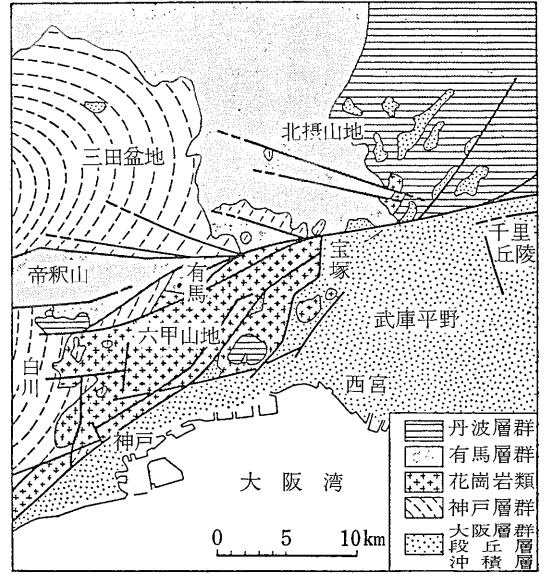 北摂山地
三田盆地
千里
丘陵
宝塚
有馬
帝釈山
武庫平野
六甲山地
白川
西宮
神戸
大阪湾
0 5 10km
丹波層群
有馬層群
花崗岩類
神戸層群
大阪層群
段丘層
沖積層